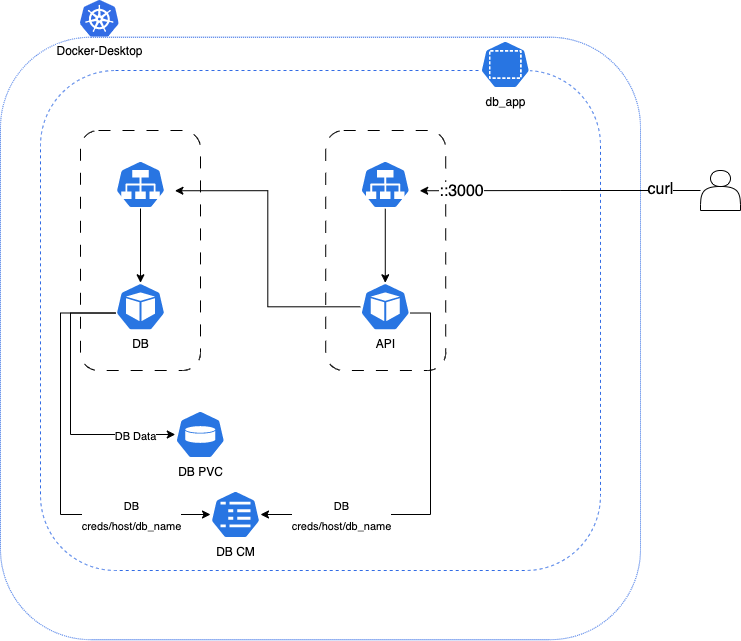 Docker-Desktop
db_app
::3000
curl
DB
API
DB Data
DB PVC
DB
creds/host/db_name
DB
creds/host/db_name
DB CM